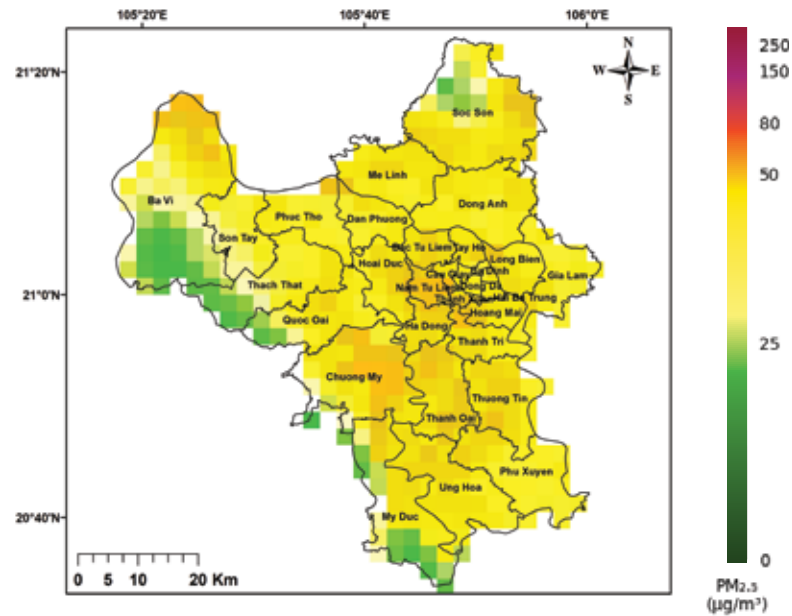 105°20'E 105°40'E 106°0'E
21°20'N
21°0'N
20°40'N
N
W E
S
Soc Son
Me Linh
Ba Vi
Dong Anh
Phuc Tho
Dan Phuong
Son Tay
Bac Tu Liem Tay Ho
Long Bien
Hoai Duc
Cau Giay Ba Dinh
Gia Lam
Thach That
Nam Tu Liem Dong Da
Thanh Xuan Hai Ba Trung
Quoc Oai
Hoang Mai
Ha Dong
Thanh Tri
Chuong My
Thuong Tin
Thanh Oai
Phu Xuyen
Ung Hoa
My Duc
0 5 10 20 Km
250
150
80
50
25
0
PM2.5
(µg/m³)